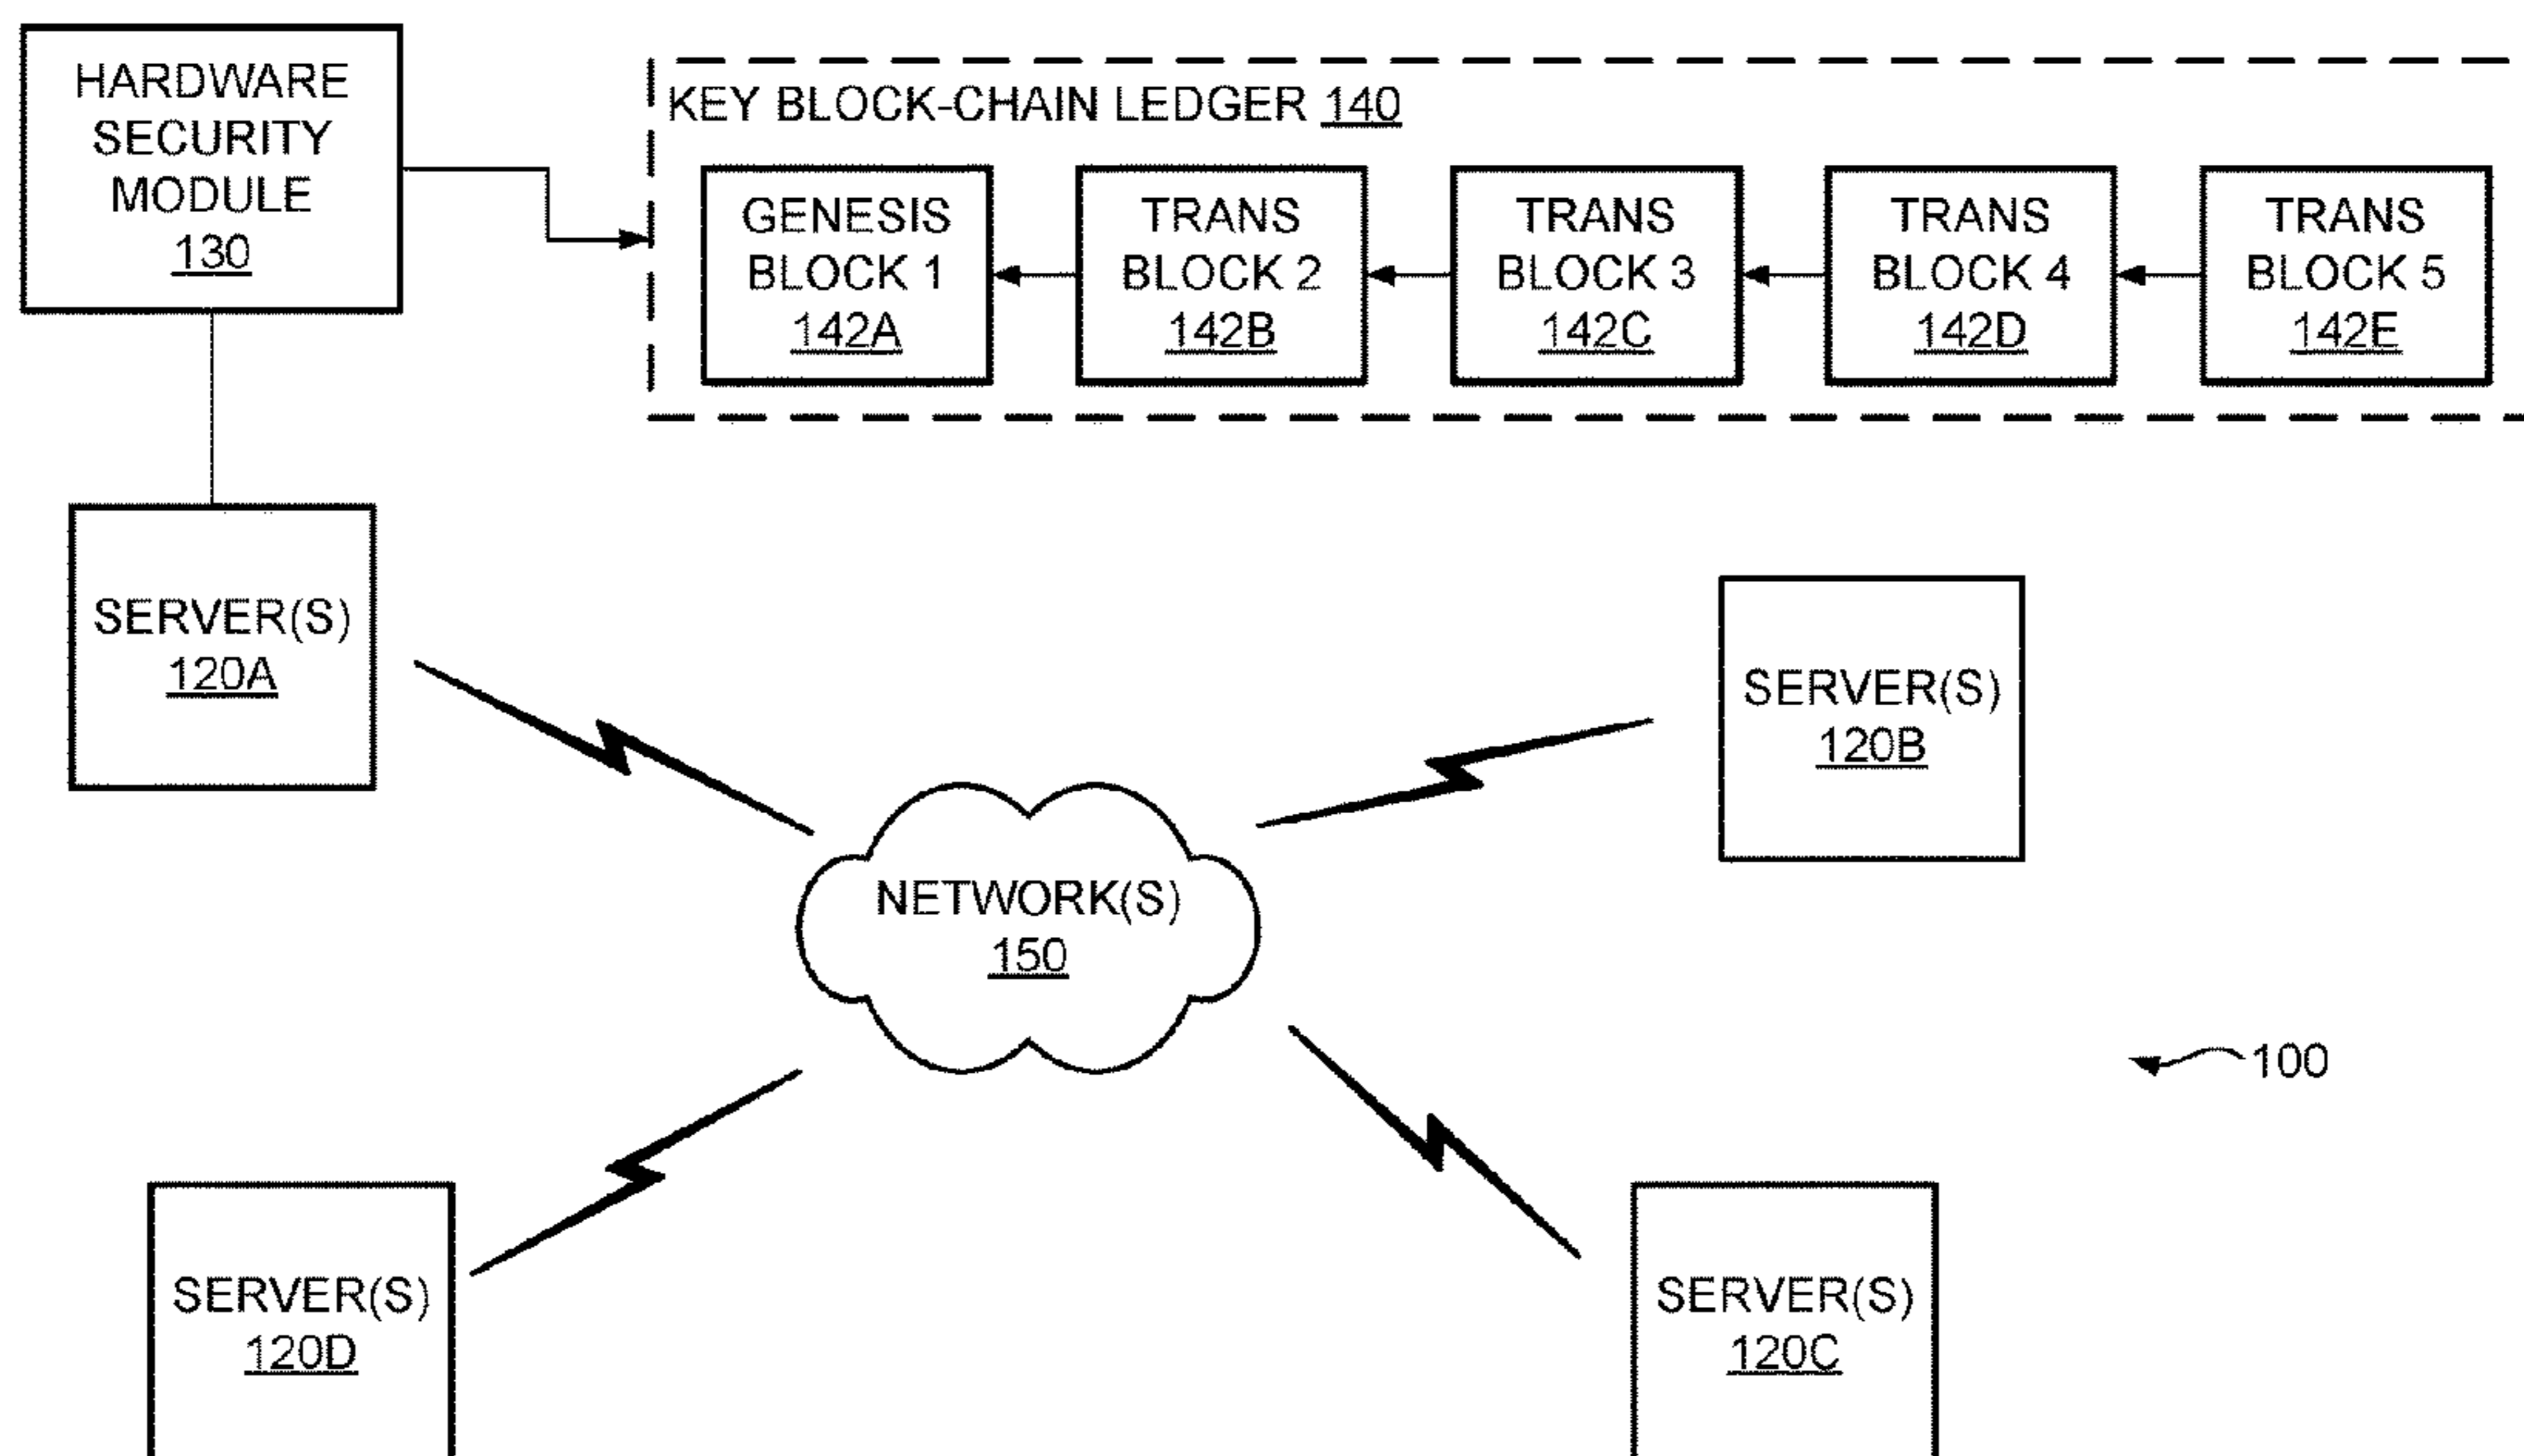 HARDWARE
SECURITY
MODULE
130
KEY BLOCK-CHAIN LEDGER 140
GENESIS
BLOCK 1
142A
TRANS
BLOCK 2
142B
TRANS
BLOCK 3
142C
TRANS
BLOCK 4
142D
TRANS
BLOCK 5
142E
SERVER(S)
120A
SERVER(S)
120B
NETWORK(S)
150
100
SERVER(S)
120D
SERVER(S)
120C